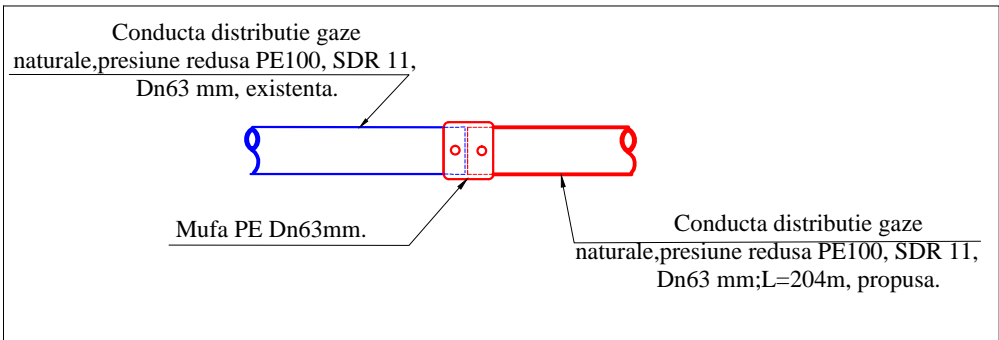 Conducta distributie gaze
naturale,presiune redusa PE100, SDR 11,
Dn63 mm, existenta.
Mufa PE Dn63mm.
Conducta distributie gaze
naturale,presiune redusa PE100, SDR 11,
Dn63 mm;L=204m, propusa.